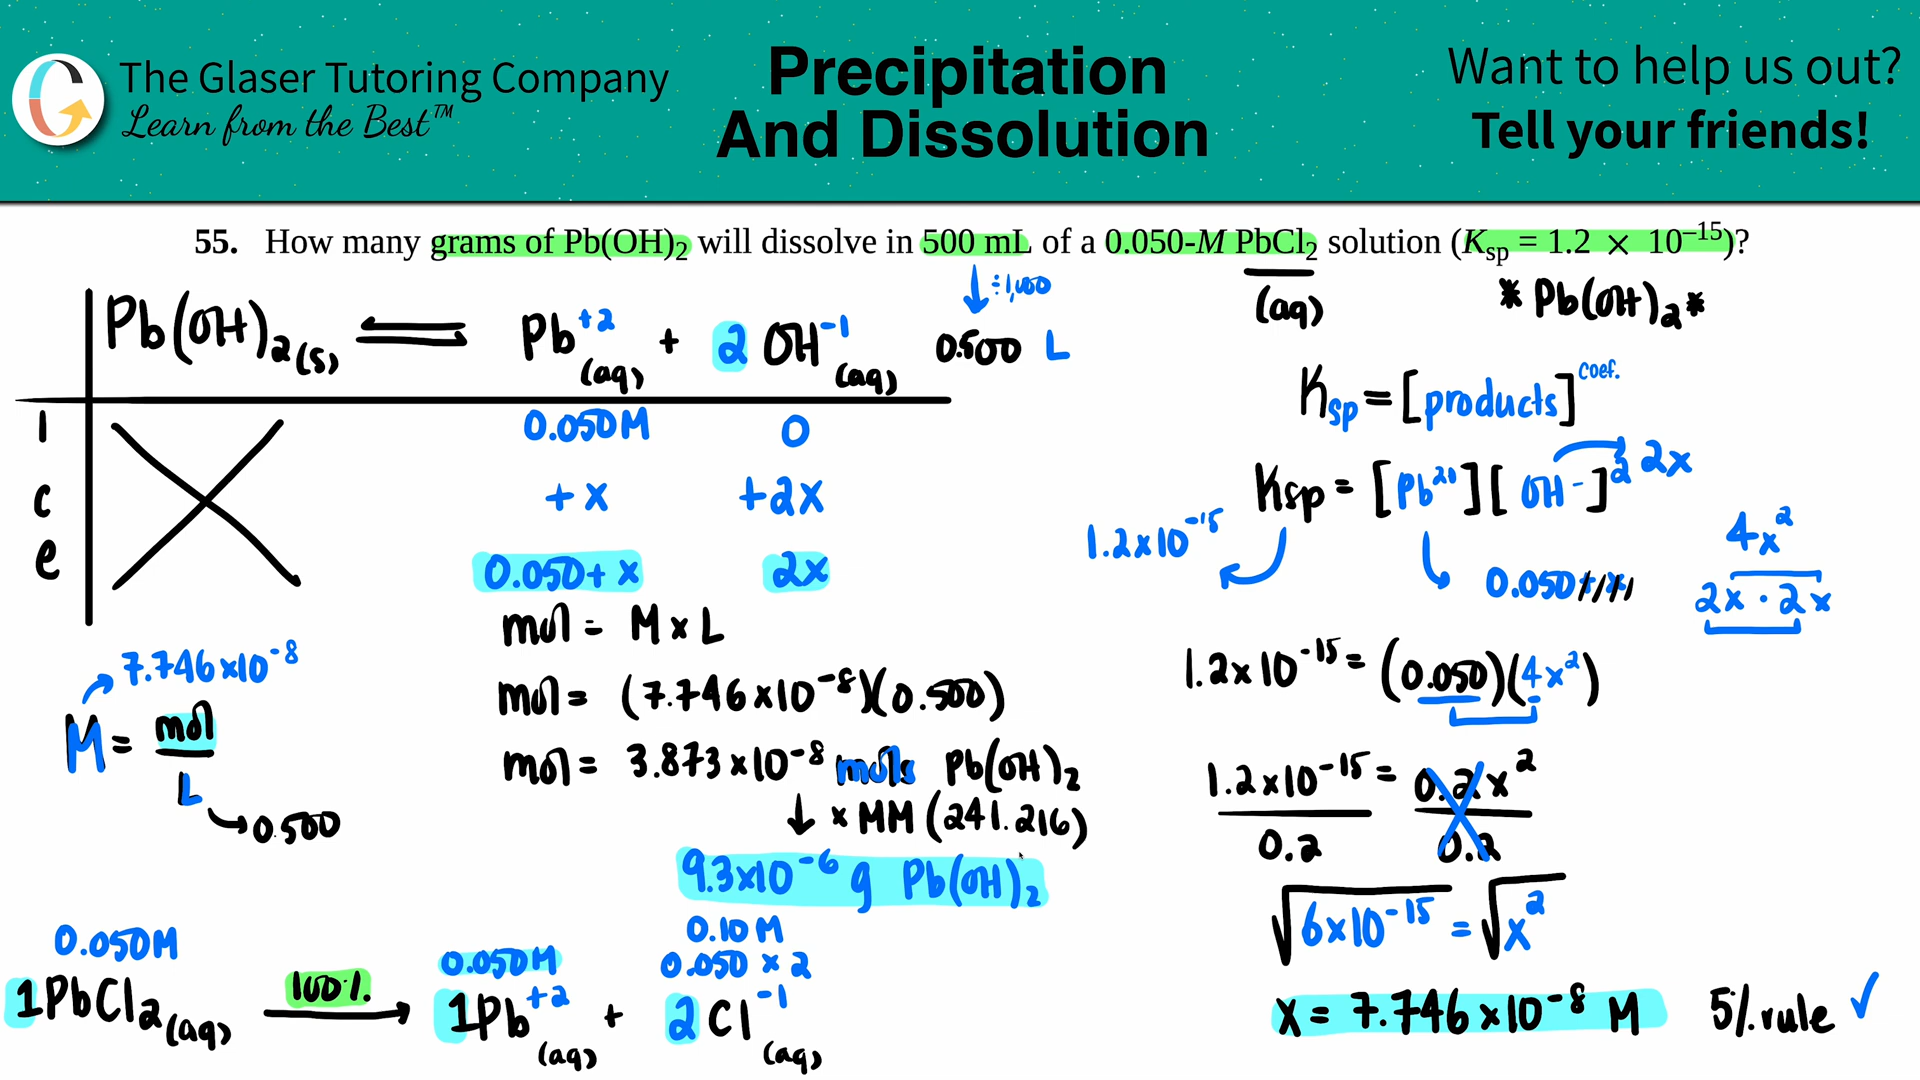 The Glaser Tutoring Company
Learn from the Best™
Precipitation
And Dissolution
Want to help us out?
Tell your friends!
55. How many grams of Pb(OH)₂ will dissolve in 500 mL of a 0.050-M PbCl₂ solution (Kₛₚ = 1.2 × 10⁻¹⁵)?
Pb(OH)₂(s) ⇌ Pb⁺²(aq) + 2 OH⁻¹(aq)
I 0.050M 0
C + x +2x
e 0.050+ x 2x
↓ ÷1,000
0.500 L
(aq)
* Pb(OH)₂ *
Ksp = [products]^coef.
Ksp = [Pb²⁺][OH⁻]² 2x
1.2x10⁻¹⁵
0.050 + x
4x²
2x · 2x
1.2x10⁻¹⁵ = (0.050)(4x²)
1.2x10⁻¹⁵ = 0.2x²
0.2 0.2
√6x10⁻¹⁵ = √x²
x = 7.746x10⁻⁸ M 5% rule ✓
7.746x10⁻⁸
M = mol
L
→ 0.500
mol = M x L
mol = (7.746x10⁻⁸)(0.500)
mol = 3.873x10⁻⁸ mols Pb(OH)₂
↓ x MM (241.216)
9.3x10⁻⁶ g Pb(OH)₂
0.10M
0.050M 0.050M 0.050 x 2
1PbCl₂(aq) 100% → 1Pb⁺²(aq) + 2Cl⁻¹(aq)